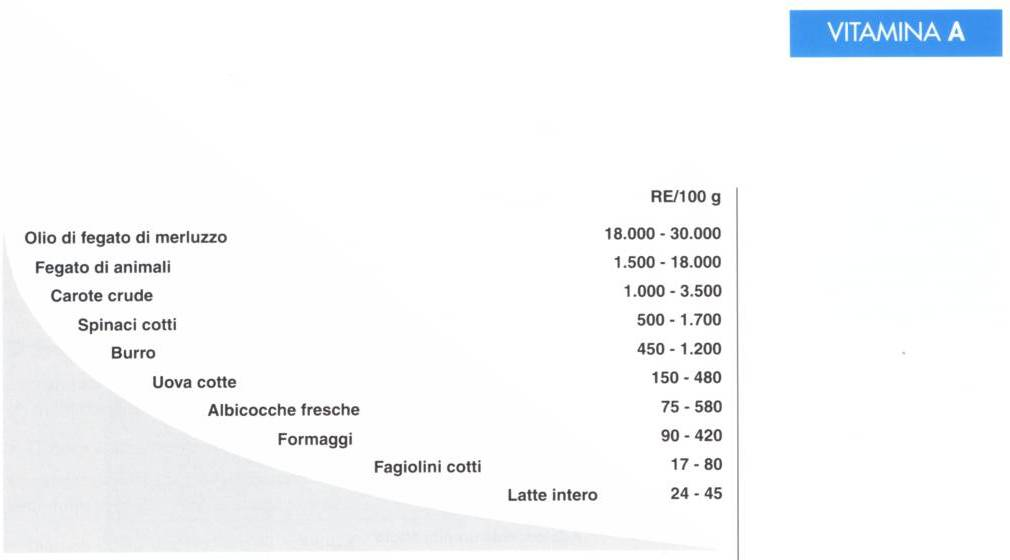 VITAMINA A
RE/100 g
Olio di fegato di merluzzo 18.000 - 30.000
Fegato di animali 1.500 - 18.000
Carote crude 1.000 - 3.500
Spinaci cotti 500 - 1.700
Burro 450 - 1.200
Uova cotte 150 - 480
Albicocche fresche 75 - 580
Formaggi 90 - 420
Fagiolini cotti 17 - 80
Latte intero 24 - 45